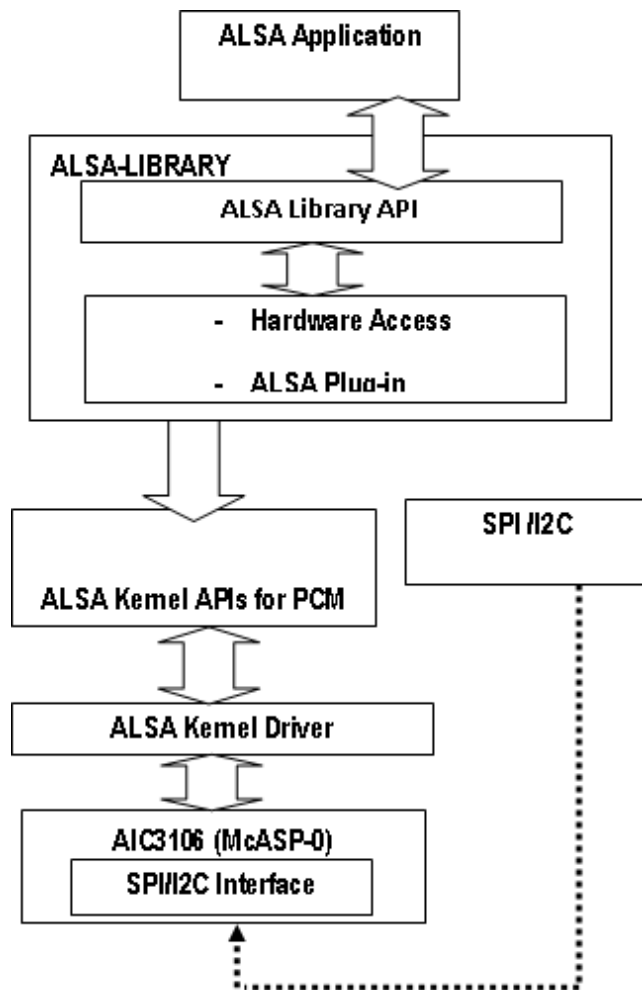 ALSA Application
ALSA-LIBRARY
ALSA Library API
- Hardware Access
- ALSA Plug-in
ALSA Kernel APIs for PCM
SPI /I2C
ALSA Kernel Driver
AIC3106 (McASP-0)
SPI/I2C Interface